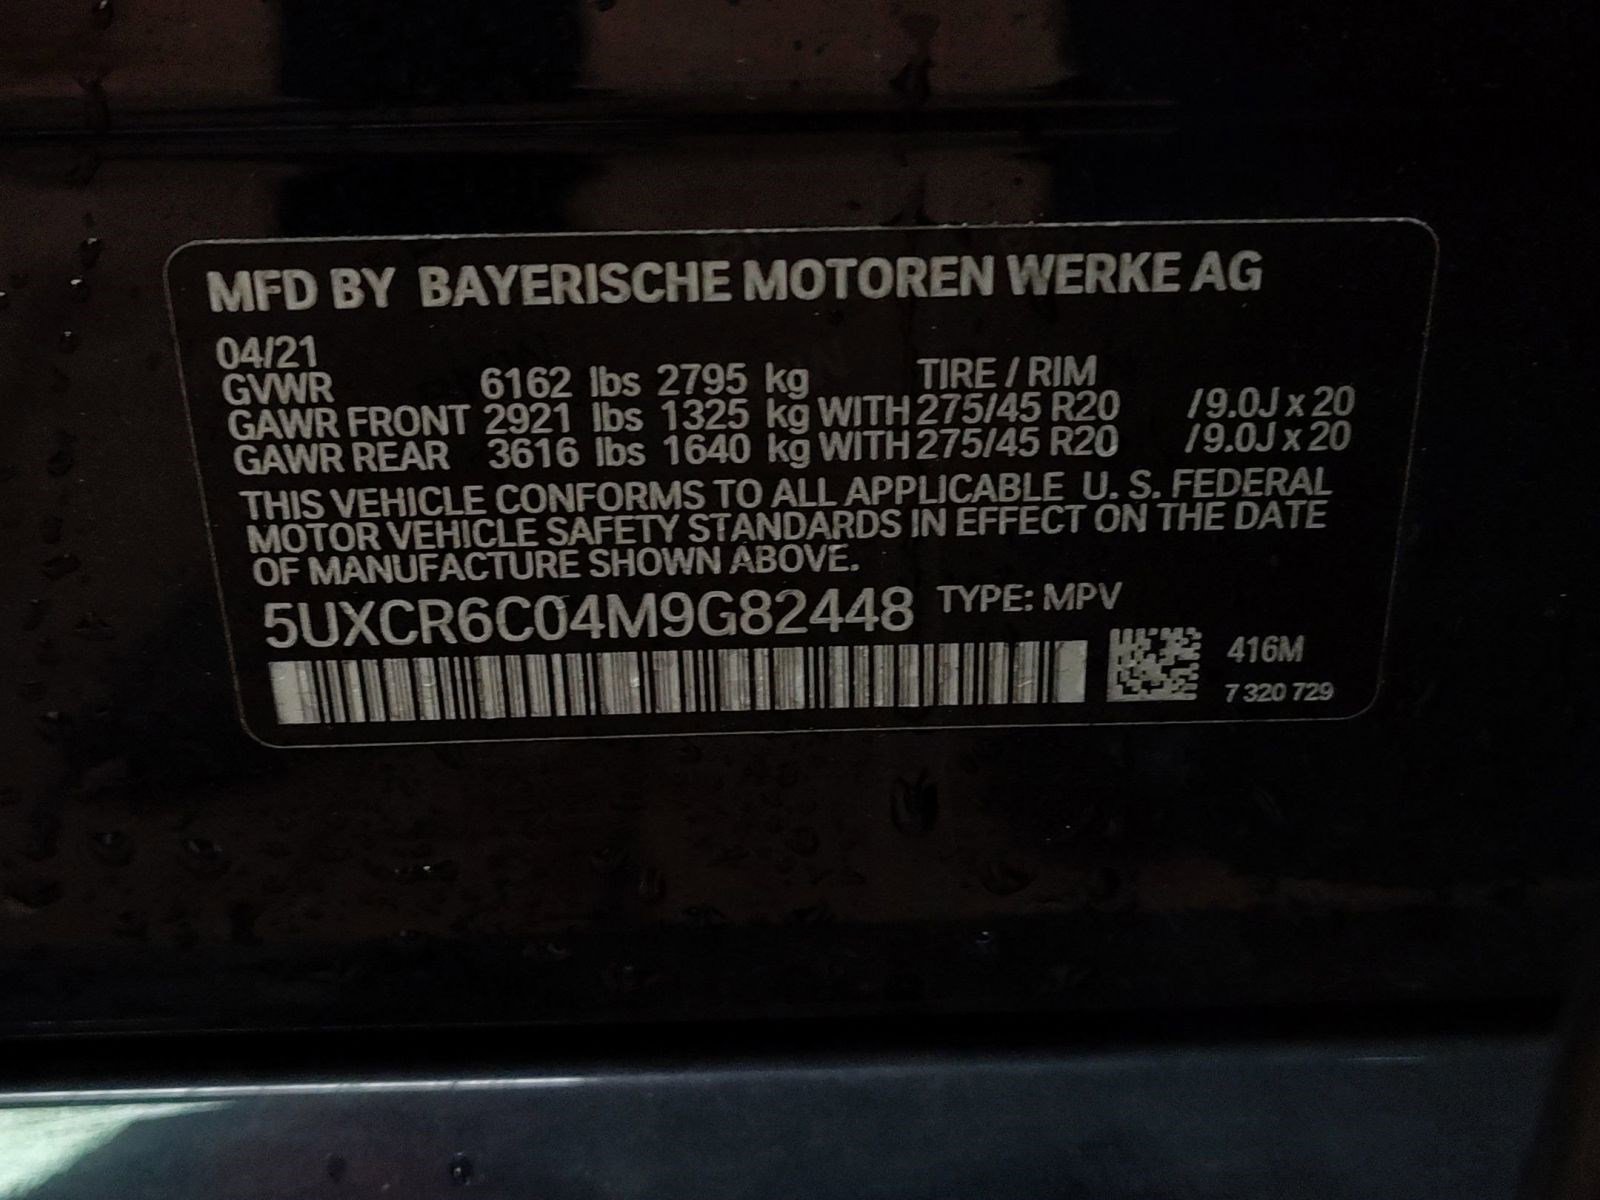 MFD BY BAYERISCHE MOTOREN WERKE AG
04/21
GVWR 6162 lbs 2795 kg TIRE / RIM
GAWR FRONT 2921 lbs 1325 kg WITH 275/45 R20 /9.0J x 20
GAWR REAR 3616 lbs 1640 kg WITH 275/45 R20 /9.0J x 20
THIS VEHICLE CONFORMS TO ALL APPLICABLE U. S. FEDERAL
MOTOR VEHICLE SAFETY STANDARDS IN EFFECT ON THE DATE
OF MANUFACTURE SHOWN ABOVE.
5UXCR6C04M9G82448 TYPE: MPV
416M
7 320 729